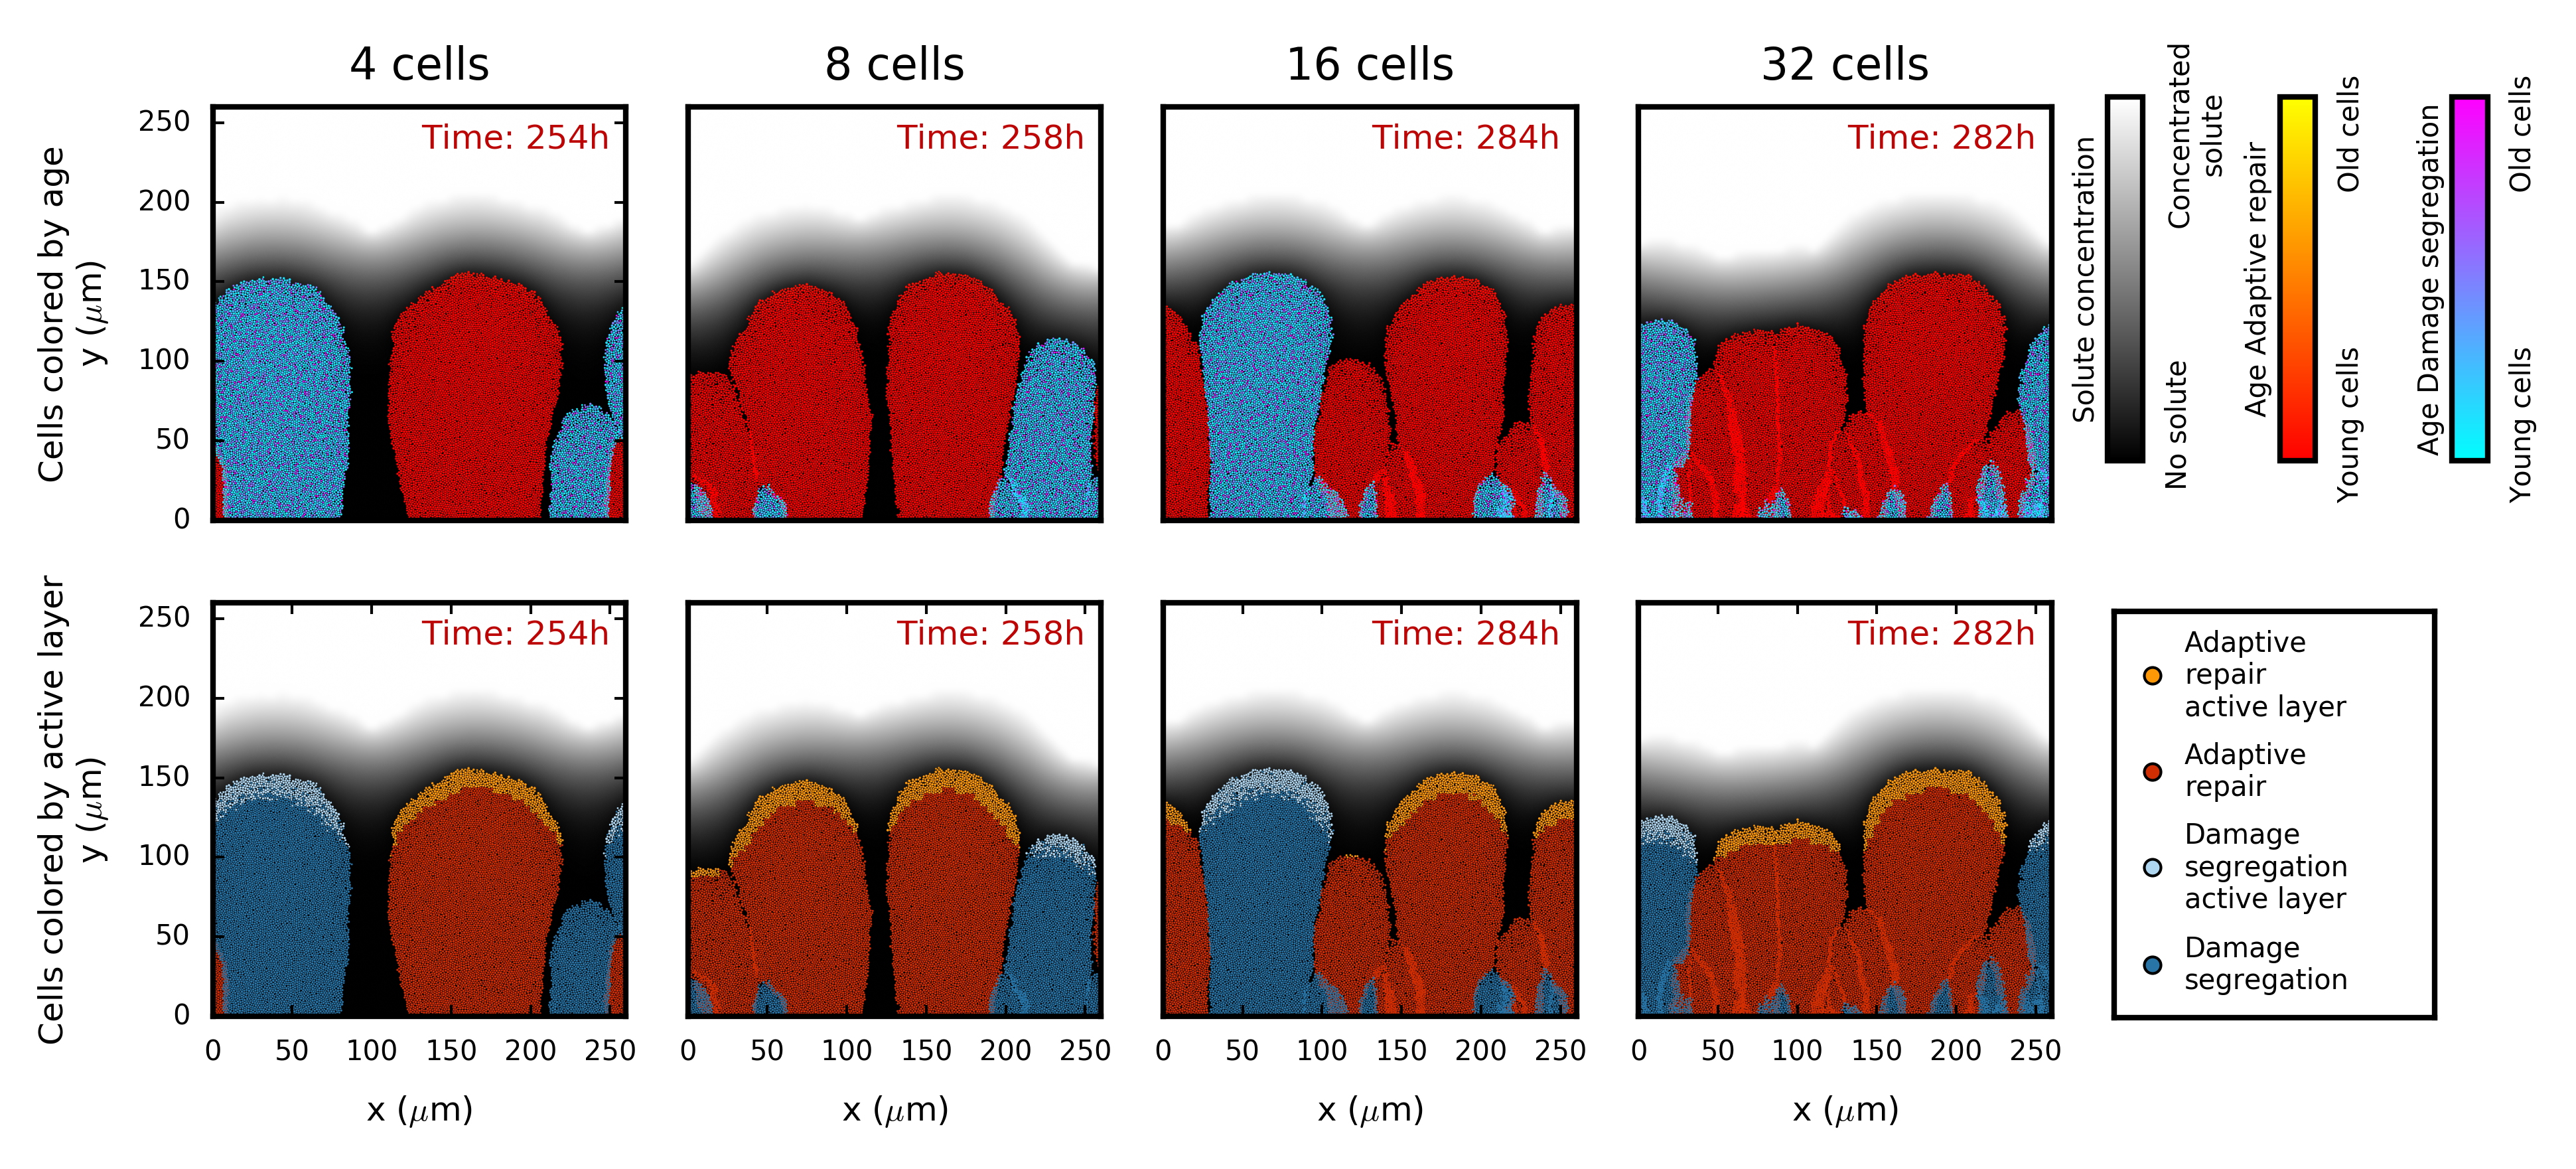 4 cells
8 cells
16 cells
32 cells
Cells colored by age
y (μm)
250
200
150
100
50
0
Time: 254h
Time: 258h
Time: 284h
Time: 282h
Solute concentration
No solute
Concentrated
solute
Age Adaptive repair
Young cells
Old cells
Age Damage segregation
Young cells
Old cells
Cells colored by active layer
y (μm)
250
200
150
100
50
0
Time: 254h
Time: 258h
Time: 284h
Time: 282h
0 50 100 150 200 250
0 50 100 150 200 250
0 50 100 150 200 250
0 50 100 150 200 250
x (μm)
x (μm)
x (μm)
x (μm)
Adaptive
repair
active layer
Adaptive
repair
Damage
segregation
active layer
Damage
segregation